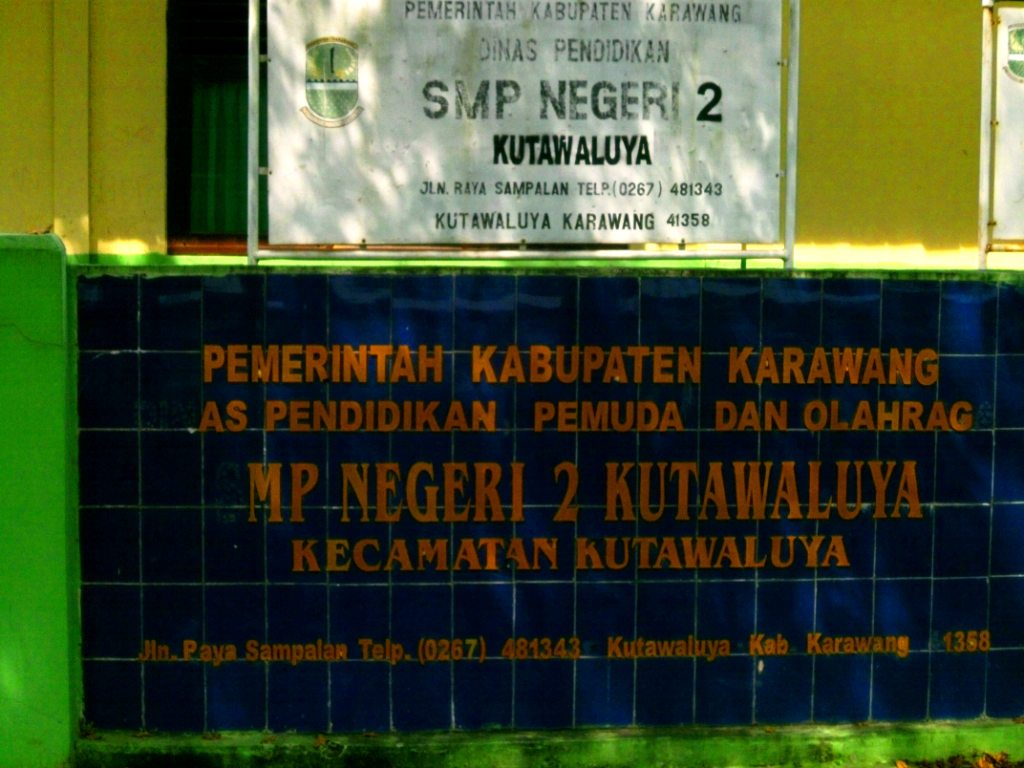 PEMERINTAH KABUPATEN KARAWANG
DINAS PENDIDIKAN
SMP NEGERI 2
KUTAWALUYA
JLN. RAYA SAMPALAN TELP.(0267) 481343
KUTAWALUYA KARAWANG 41358
PEMERINTAH KABUPATEN KARAWANG
AS PENDIDIKAN PEMUDA DAN OLAHRAG
MP NEGERI 2 KUTAWALUYA
KECAMATAN KUTAWALUYA
Jln. Raya Sampalan Telp. (0267) 481343 Kutawaluya Kab Karawang 1358